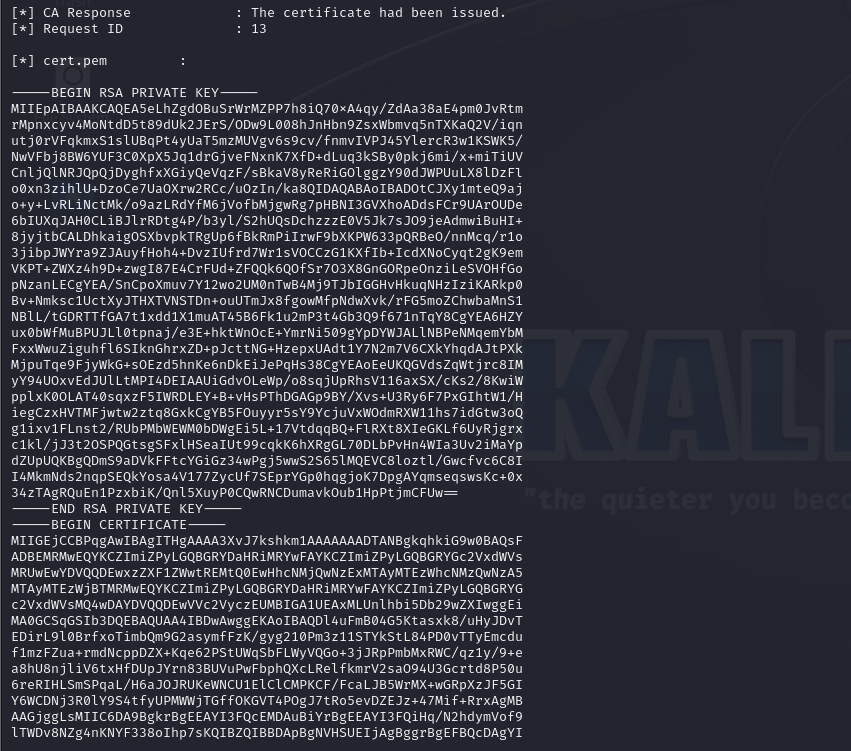 [*] CA Response             : The certificate had been issued.
[*] Request ID              : 13
[*] cert.pem         :
-----BEGIN RSA PRIVATE KEY-----
MIIEpAIBAAKCAQEA5eLhZgdOBuSrWrMZPP7h8iQ70×A4qy/ZdAa38aE4pm0JvRtm
rMpnxcyv4MoNtdD5t89dUk2JErS/ODw9L008hJnHbn9ZsxWbmvq5nTXKaQ2V/iqn
utj0rVFqkmxS1slUBqPt4yUaT5mzMUVgv6s9cv/fnmvIVPJ45YlercR3w1KSWK5/
NwVFbj8BW6YUF3C0XpX5Jq1drGjveFNxnK7XfD+dLuq3kSBy0pkj6mi/x+miTiUV
CnljQlNRJQpQjDyghfxXGiyQeVqzF/sBkaV8yReRiGOlggzY90dJWPUuLX8lDzFl
o0xn3zihlU+DzoCe7UaOXrw2RCc/uOzIn/ka8QIDAQABAoIBADOtCJXy1mteQ9aj
o+y+LvRLiNctMk/o9azLRdYfM6jVofbMjgwRg7pHBNI3GVXhoADdsFCr9UArOUDe
6bIUXqJAH0CLiBJlrRDtg4P/b3yl/S2hUQsDchzzzE0V5Jk7sJO9jeAdmwiBuHI+
8jyjtbCALDhkaigOSXbvpkTRgUp6fBkRmPiIrwF9bXKPW633pQRBeO/nnMcq/r1o
3jibpJWYra9ZJAuyfHoh4+DvzIUfrd7Wr1sVOCCzG1KXfIb+IcdXNoCyqt2gK9em
VKPT+ZWXz4h9D+zwgI87E4CrFUd+ZFQQk6QOfSr7O3X8GnGORpeOnziLeSVOHfGo
pNzanLECgYEA/SnCpoXmuv7Y12wo2UM0nTwB4Mj9TJbIGGHvHkuqNHzIziKARkp0
Bv+Nmksc1UctXyJTHXTVNSTDn+ouUTmJx8fgowMfpNdwXvk/rFG5moZChwbaMnS1
NBlL/tGDRTTfGA7t1xdd1X1muAT45B6Fk1u2mP3t4Gb3Q9f671nTqY8CgYEA6HZY
ux0bWfMuBPUJLl0tpnaj/e3E+hktWnOcE+YmrNi509gYpDYWJALlNBPeNMqemYbM
FxxWwuZiguhfl6SIknGhrxZD+pJcttNG+HzepxUAdt1Y7N2m7V6CXkYhqdAJtPXk
MjpuTqe9FjyWkG+sOEzd5hnKe6nDkEiJePqHs38CgYEAoEeUKQGVdsZqWtjrc8IM
yY94UOxvEdJUlLtMPI4DEIAAUiGdvOLeWp/o8sqjUpRhsV116axSX/cKs2/8KwiW
pplxK0OLAT40sqxzF5IWRDLEY+B+vHsPThDGAGp9BY/Xvs+U3Ry6F7PxGIhtW1/H
iegCzxHVTMFjwtw2ztq8GxkCgYB5FOuyyr5sY9YcjuVxWOdmRXW11hs7idGtw3oQ
g1ixv1FLnst2/RUbPMbWEWM0bDWgEi5L+17VtdqqBQ+FlRXt8XIeGKLf6UyRjgrx
c1kl/jJ3t2OSPQGtsgSFxlHSeaIUt99cqkK6hXRgGL70DLbPvHn4WIa3Uv2iMaYp
dZUpUQKBgQDmS9aDVkFFtcYGiGz34wPgj5wwS2S65lMQEVC8loztl/Gwcfvc6C8I
I4MkmNds2nqpSEQkYosa4V177ZycUf7SEprYGp0hqgjoK7DpgAYqmseqswsKc+0x
34zTAgRQuEn1PzxbiK/Qnl5XuyP0CQwRNCDumavkOub1HpPtjmCFUw==
-----END RSA PRIVATE KEY-----
-----BEGIN CERTIFICATE-----
MIIGEjCCBPqgAwIBAgITHgAAAA3XvJ7kshkm1AAAAAAADTANBgkqhkiG9w0BAQsF
ADBEMRMwEQYKCZImiZPyLGQBGRYDaHRiMRYwFAYKCZImiZPyLGQBGRYGc2VxdWVs
MRUwEwYDVQQDEwxzZXF1ZWwtREMtQ0EwHhcNMjQwNzExMTAyMTEzWhcNMzQwNzA5
MTAyMTEzWjBTMRMwEQYKCZImiZPyLGQBGRYDaHRiMRYwFAYKCZImiZPyLGQBGRYG
c2VxdWVsMQ4wDAYDVQQDEwVVc2VyczEUMBIGA1UEAxMLUnlhbi5Db29wZXIwggEi
MA0GCSqGSIb3DQEBAQUAA4IBDwAwggEKAoIBAQDl4uFmB04G5Ktasxk8/uHyJDvT
EDirL9l0BrfxoTimbQm9G2asymfFzK/gyg210Pm3z11STYkStL84PD0vTTyEmcdu
f1mzFZua+rmdNcppDZX+Kqe62PStUWqSbFLWyVQGo+3jJRpPmbMxRWC/qz1y/9+e
a8hU8njliV6txHfDUpJYrn83BUVuPwFbphQXcLRelfkmrV2saO94U3Gcrtd8P50u
6reRIHLSmSPqaL/H6aJOJRUKeWNCU1ElClCMPKCF/FcaLJB5WrMX+wGRpXzJF5GI
Y6WCDNj3R0lY9S4tfyUPMWWjTGffOKGVT4POgJ7tRo5evDZEJz+47Mif+RrxAgMB
AAGjggLsMIIC6DA9BgkrBgEEAYI3FQcEMDAuBiYrBgEEAYI3FQiHq/N2hdymVof9
lTWDv8NZg4nKNYF338oIhp7sKQIBZQIBBDApBgNVHSUEIjAgBggrBgEFBQcDAgYI
KALI
"the quieter you beco